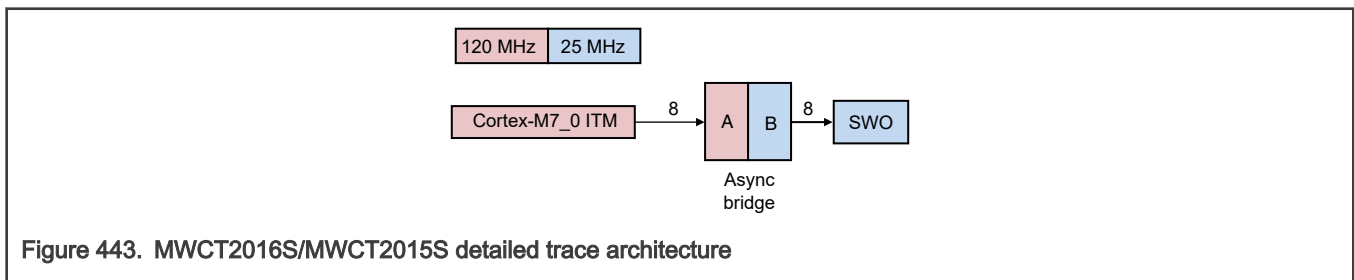 120 MHz 25 MHz
8 8
Cortex-M7_0 ITM A B SWO
Async
bridge
Figure 443. MWCT2016S/MWCT2015S detailed trace architecture